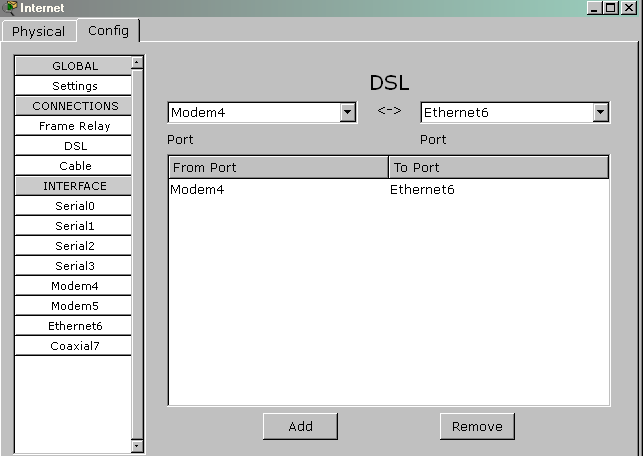 Internet
Physical
Config
GLOBAL
Settings
CONNECTIONS
Frame Relay
DSL
Cable
INTERFACE
Serial0
Serial1
Serial2
Serial3
Modem4
Modem5
Ethernet6
Coaxial7
DSL
Modem4 <-> Ethernet6
Port Port
From Port To Port
Modem4 Ethernet6
Add Remove